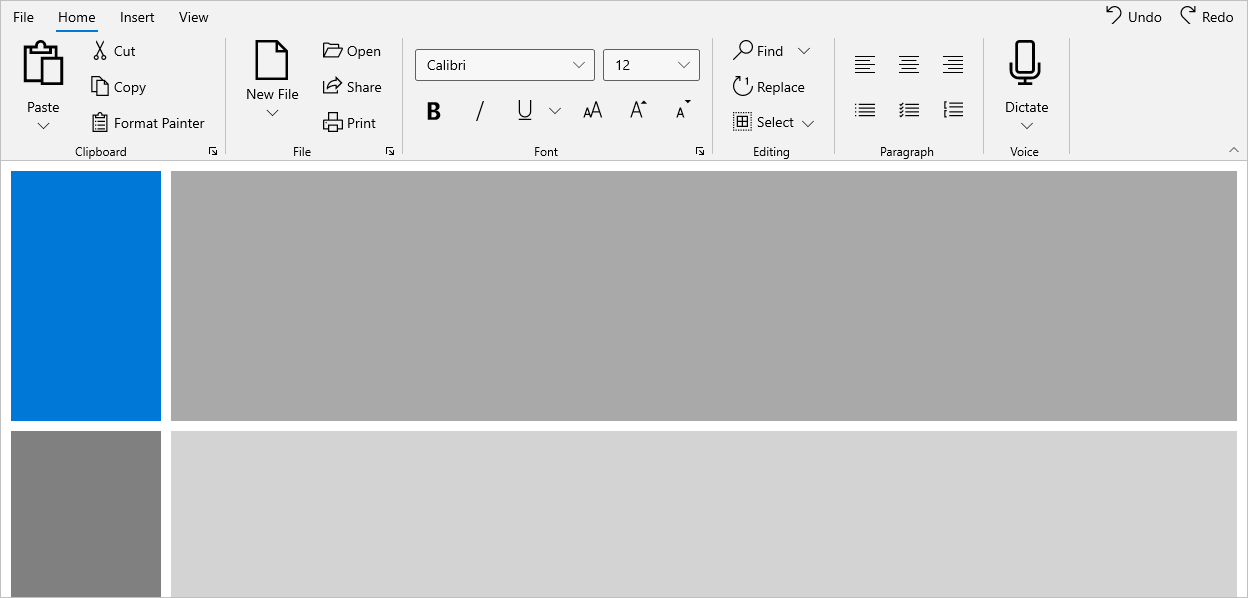 File Home Insert View Undo Redo
Paste
Cut
Copy
Format Painter
Clipboard
New File
Open
Share
Print
File
Calibri 12
B / U AA A A
Font
Find
Replace
Select
Editing
Paragraph
Dictate
Voice